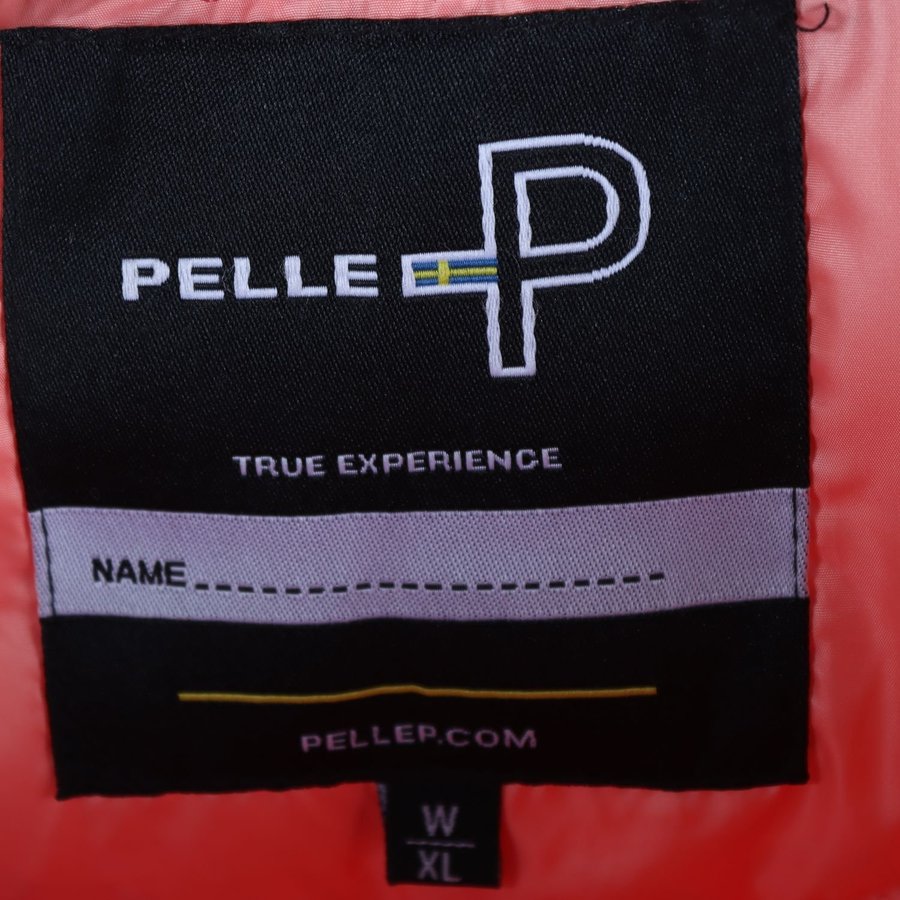 PELLE P
TRUE EXPERIENCE
NAME
PELLEP.COM
W
XL